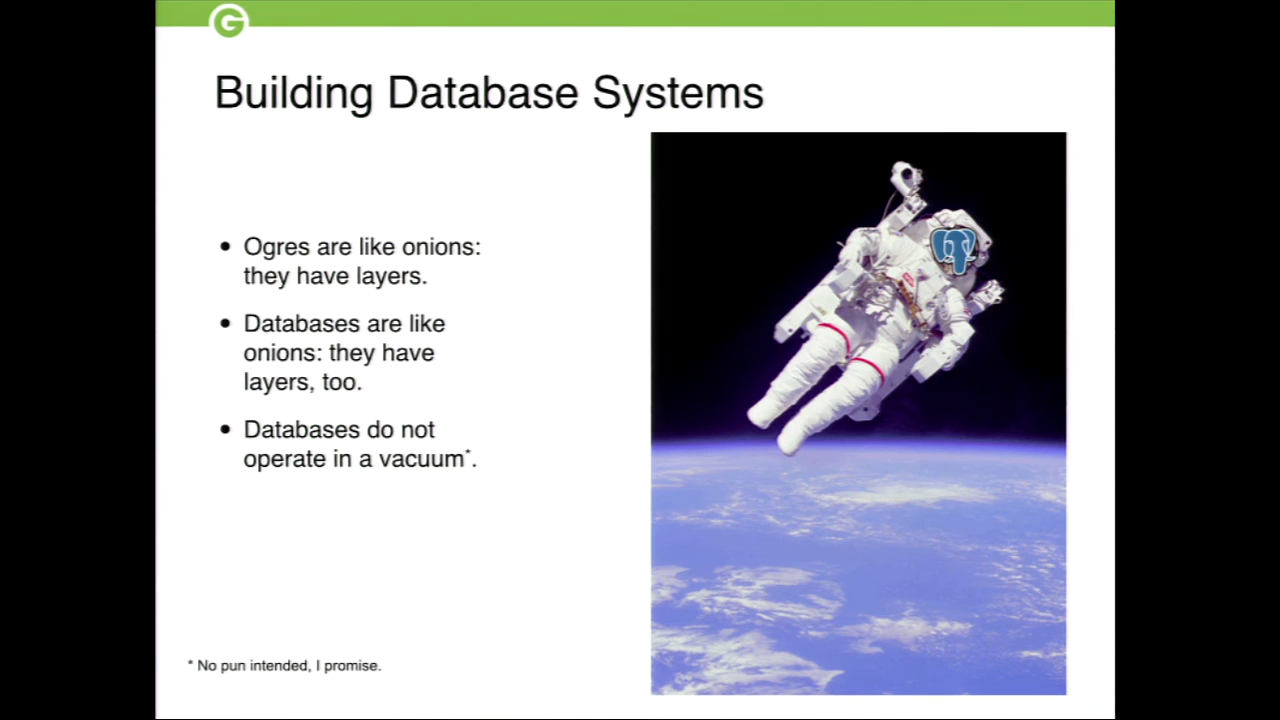 G
Building Database Systems
• Ogres are like onions:
they have layers.
• Databases are like
onions: they have
layers, too.
• Databases do not
operate in a vacuum*.
* No pun intended, I promise.